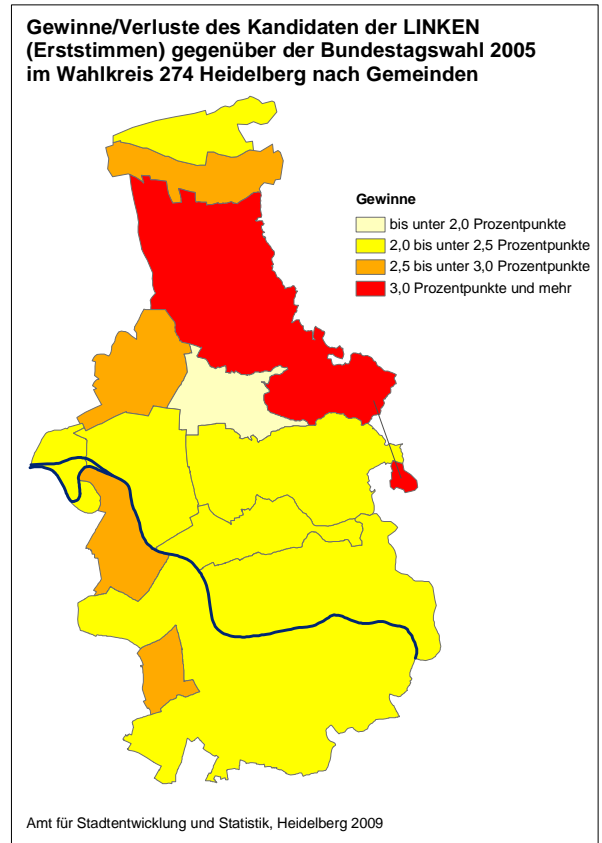 Gewinne/Verluste des Kandidaten der LINKEN
(Erststimmen) gegenüber der Bundestagswahl 2005
im Wahlkreis 274 Heidelberg nach Gemeinden
Gewinne
bis unter 2,0 Prozentpunkte
2,0 bis unter 2,5 Prozentpunkte
2,5 bis unter 3,0 Prozentpunkte
3,0 Prozentpunkte und mehr
Amt für Stadtentwicklung und Statistik, Heidelberg 2009